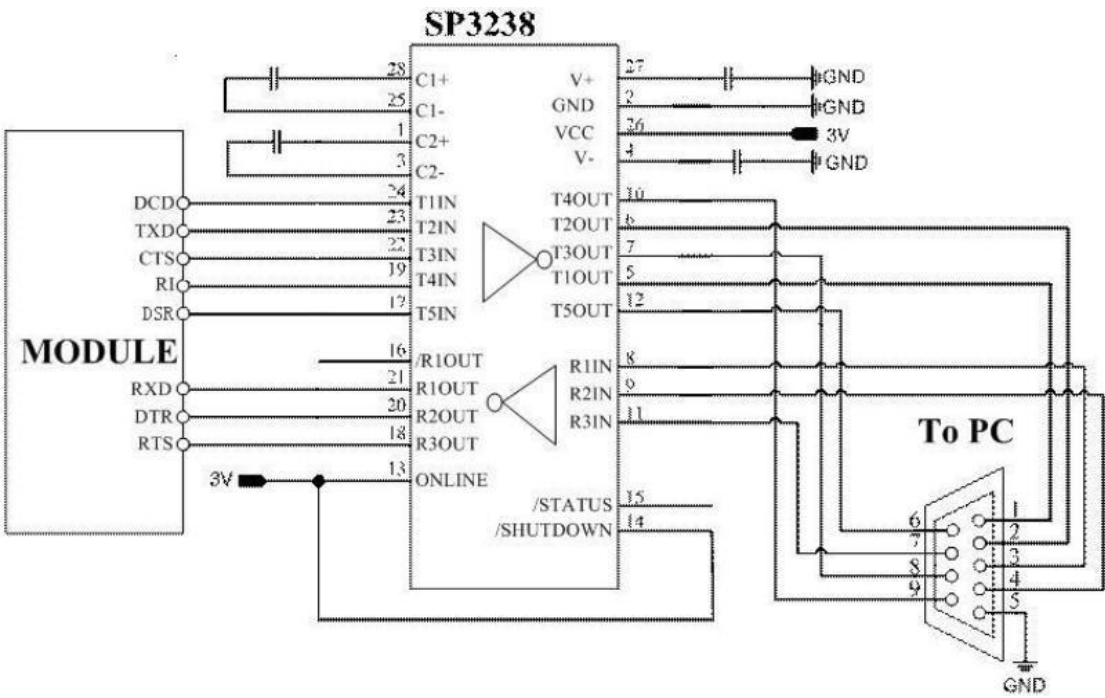 SP3238
28
C1+
25
C1-
1
C2+
3
C2-
24
T1IN
23
T2IN
22
T3IN
19
T4IN
17
T5IN
16
/R1OUT
21
R1OUT
20
R2OUT
18
R3OUT
13
ONLINE
3V
DCD
TXD
CTS
RI
DSR
MODULE
RXD
DTR
RTS
V+
27
GND
GND
2
GND
VCC
26
3V
V-
4
GND
T4OUT
10
T2OUT
6
T3OUT
7
T1OUT
5
T5OUT
12
R1IN
8
R2IN
9
R3IN
11
/STATUS
15
/SHUTDOWN
14
To PC
6
7
8
9
1
2
3
4
5
GND